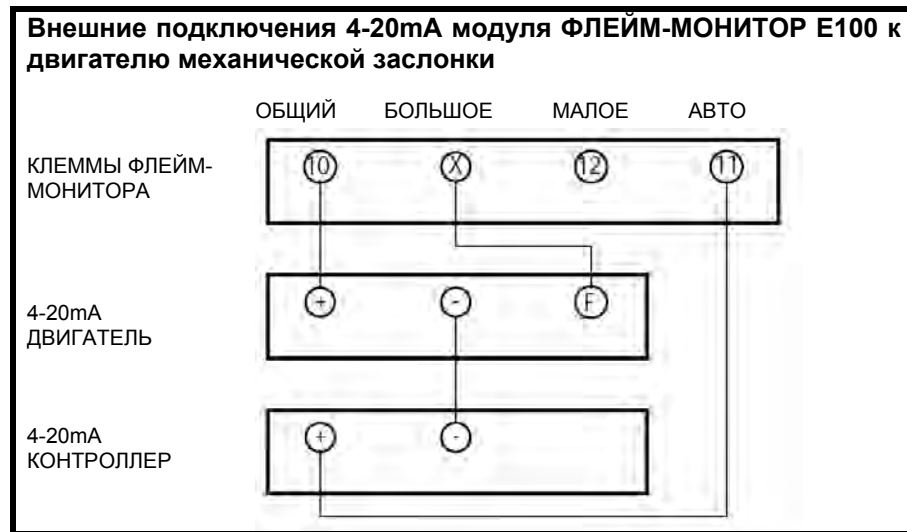 Внешние подключения 4-20mA модуля ФЛЕЙМ-МОНИТОР E100 к
двигателю механической заслонки
ОБЩИЙ БОЛЬШОЕ МАЛОЕ АВТО
КЛЕММЫ ФЛЕЙМ-
МОНИТОРА
10 X 12 11
4-20mA
ДВИГАТЕЛЬ
+ - F
4-20mA
КОНТРОЛЛЕР
+ -